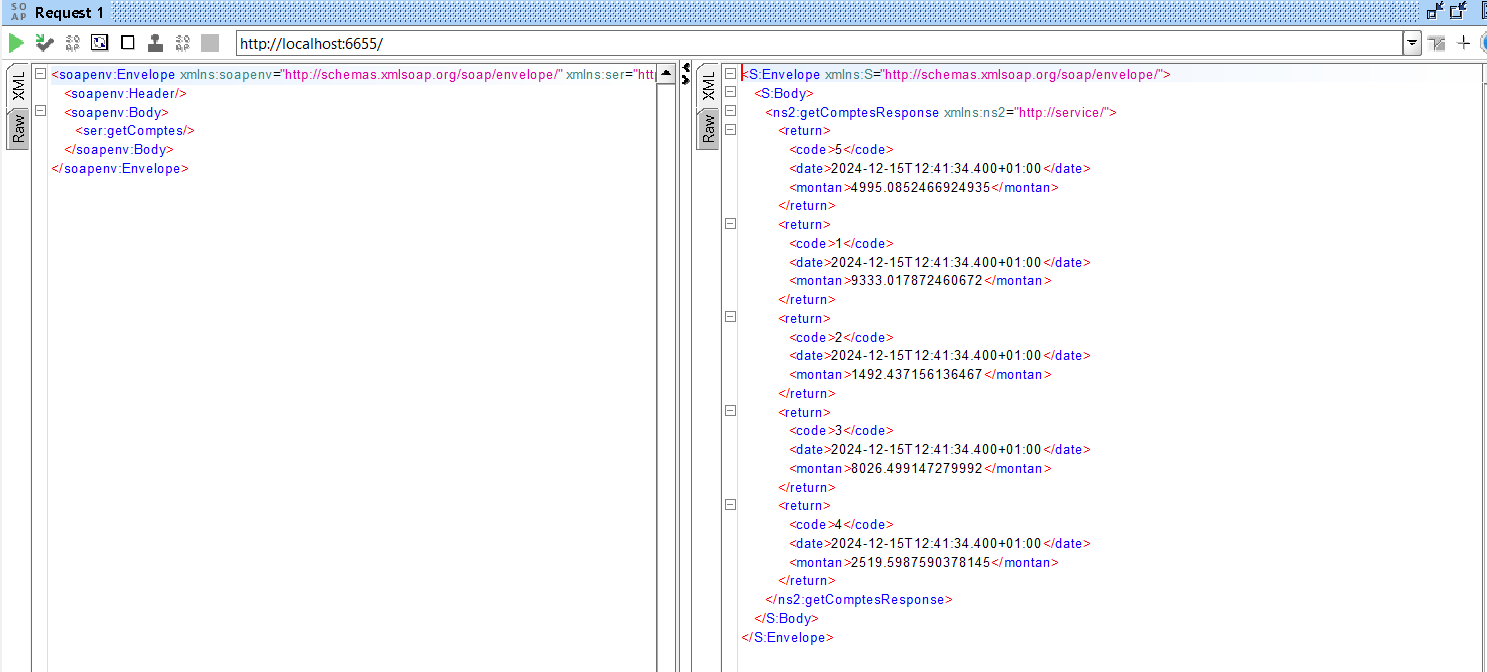 SO
AP
Request 1
http://localhost:6655/
XML
Raw
<soapenv:Envelope xmlns:soapenv="http://schemas.xmlsoap.org/soap/envelope/" xmlns:ser="http
<soapenv:Header/>
<soapenv:Body>
<ser:getComptes/>
</soapenv:Body>
</soapenv:Envelope>
XML
Raw
<S:Envelope xmlns:S="http://schemas.xmlsoap.org/soap/envelope/">
<S:Body>
<ns2:getComptesResponse xmlns:ns2="http://service/">
<return>
<code>5</code>
<date>2024-12-15T12:41:34.400+01:00</date>
<montan>4995.0852466924935</montan>
</return>
<return>
<code>1</code>
<date>2024-12-15T12:41:34.400+01:00</date>
<montan>9333.017872460672</montan>
</return>
<return>
<code>2</code>
<date>2024-12-15T12:41:34.400+01:00</date>
<montan>1492.437156136467</montan>
</return>
<return>
<code>3</code>
<date>2024-12-15T12:41:34.400+01:00</date>
<montan>8026.499147279992</montan>
</return>
<return>
<code>4</code>
<date>2024-12-15T12:41:34.400+01:00</date>
<montan>2519.5987590378145</montan>
</return>
</ns2:getComptesResponse>
</S:Body>
</S:Envelope>